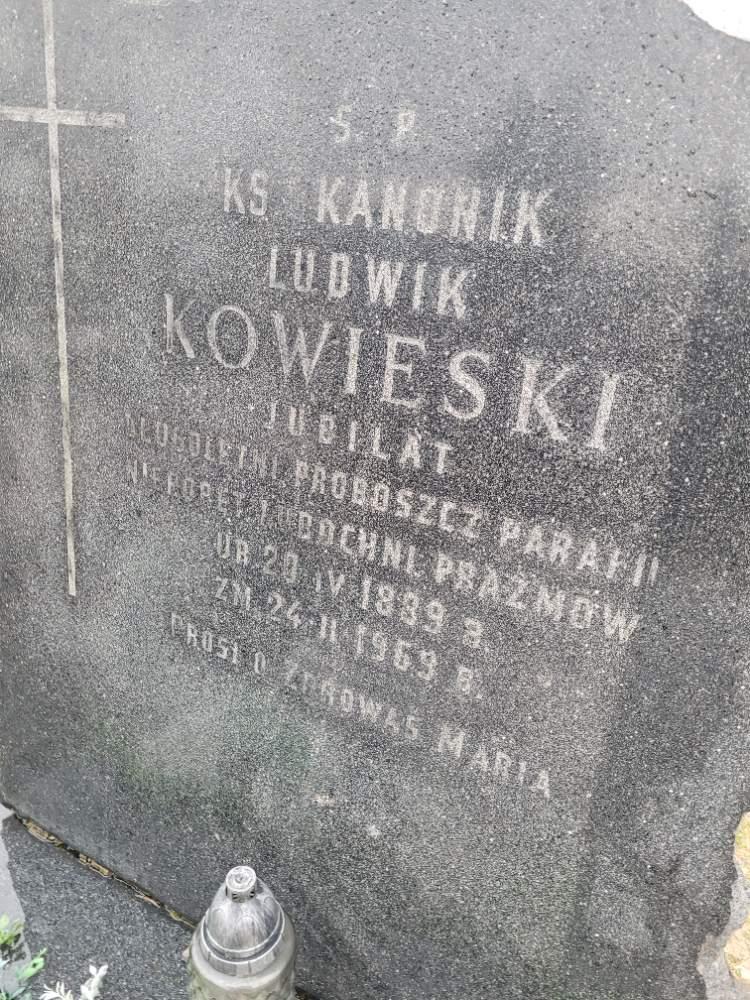 Ś P
KS KANONIK
LUDWIK
KOWIESKI
JUBILAT
DŁUGOLETNI PROBOSZCZ PARAFII
NIEPORĘT ŁUBOCHNI. PRAŻMÓW
UR 20 IV 1889 R.
ZM 24 II 1969 R.
PROSI O ZDROWAŚ MARIA